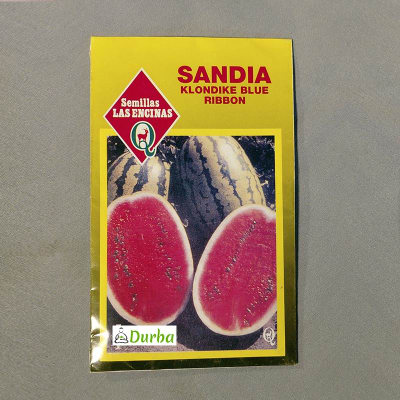 SANDIA
KLONDIKE BLUE
RIBBON
Semillas
LAS ENCINAS
Q
Durba